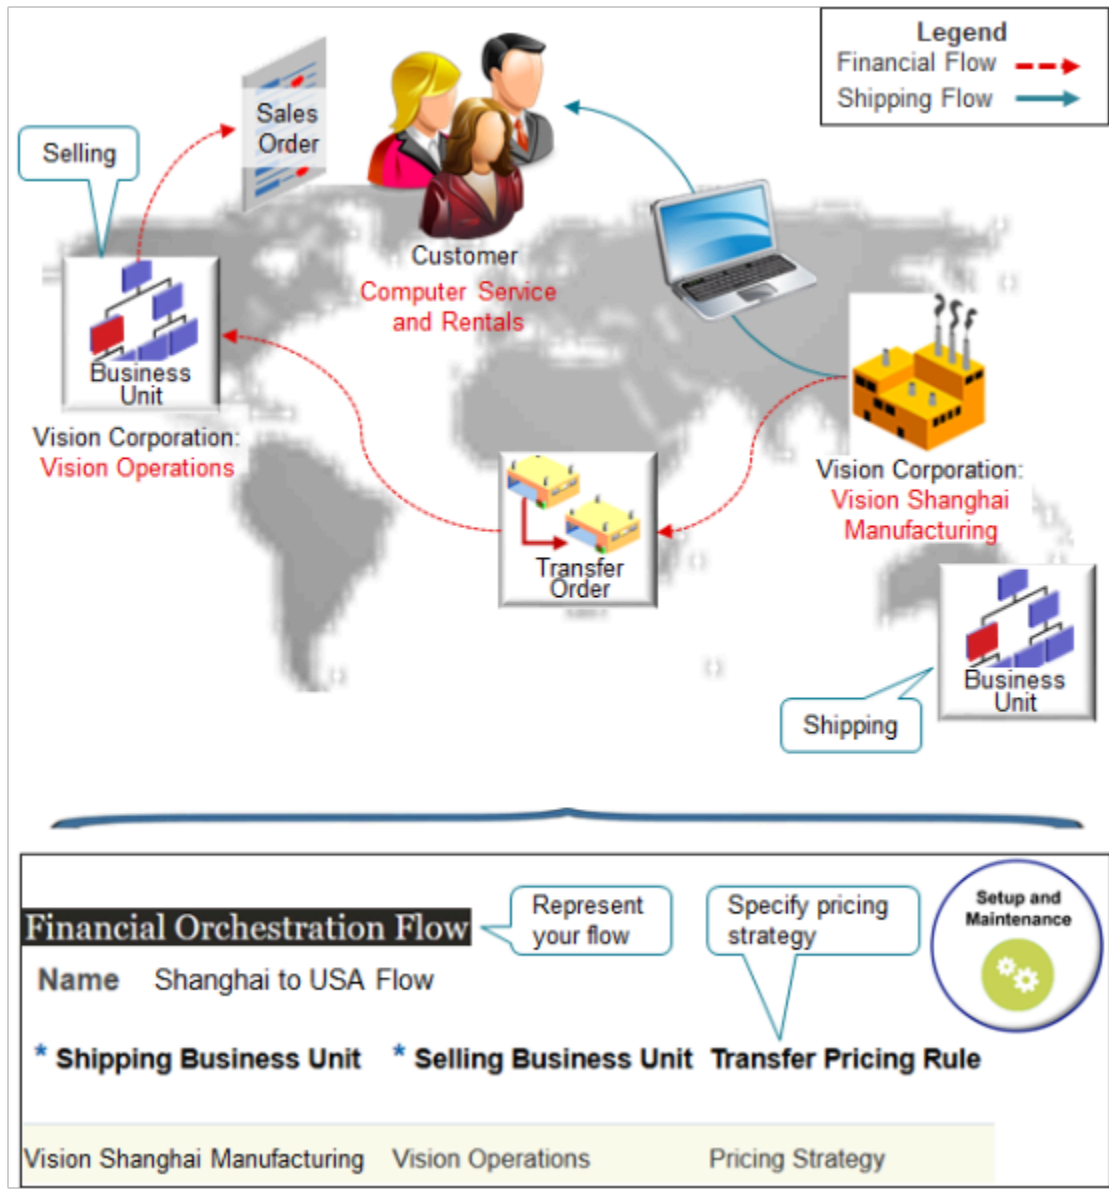 Legend
Financial Flow
Shipping Flow
Sales
Order
Selling
Customer
Computer Service
and Rentals
Business
Unit
Vision Corporation:
Vision Operations
Vision Corporation:
Vision Shanghai
Manufacturing
Transfer
Order
Business
Unit
Shipping
Financial Orchestration Flow
Represent
your flow
Specify pricing
strategy
Setup and
Maintenance
Name Shanghai to USA Flow
* Shipping Business Unit * Selling Business Unit Transfer Pricing Rule
Vision Shanghai Manufacturing Vision Operations Pricing Strategy